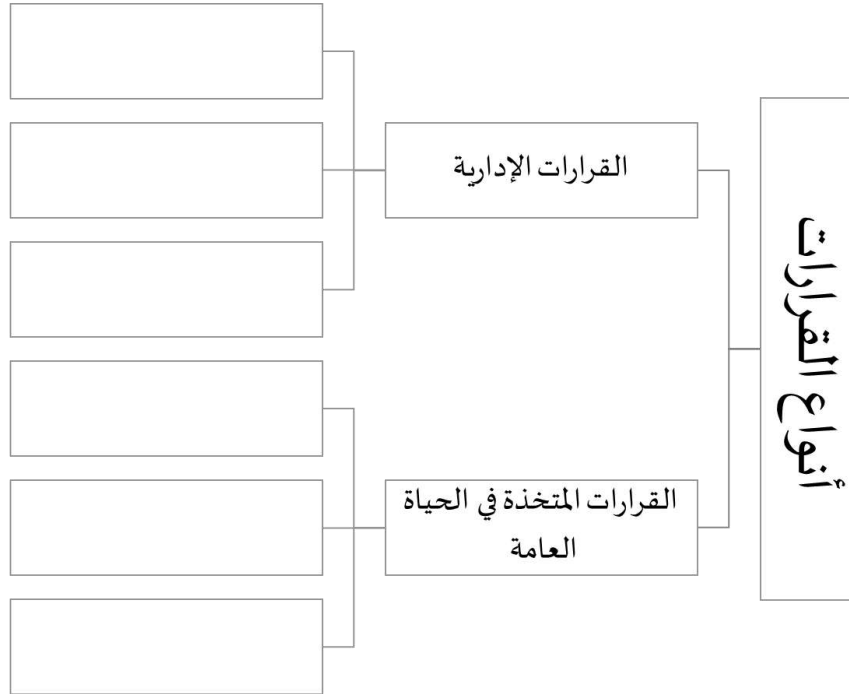 أنواع القرارات
القرارات الإدارية
القرارات المتخذة في الحياة
العامة